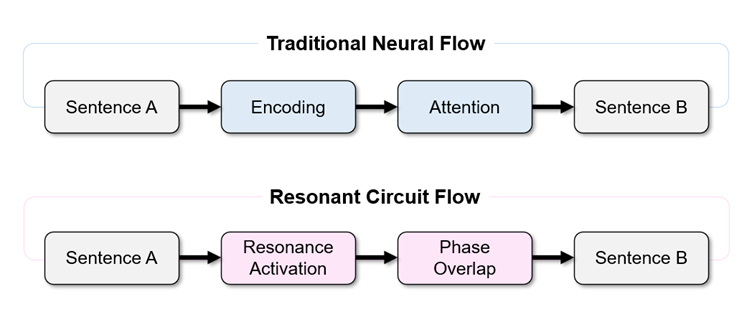 Traditional Neural Flow
Sentence A
Encoding
Attention
Sentence B
Resonant Circuit Flow
Sentence A
Resonance
Activation
Phase
Overlap
Sentence B